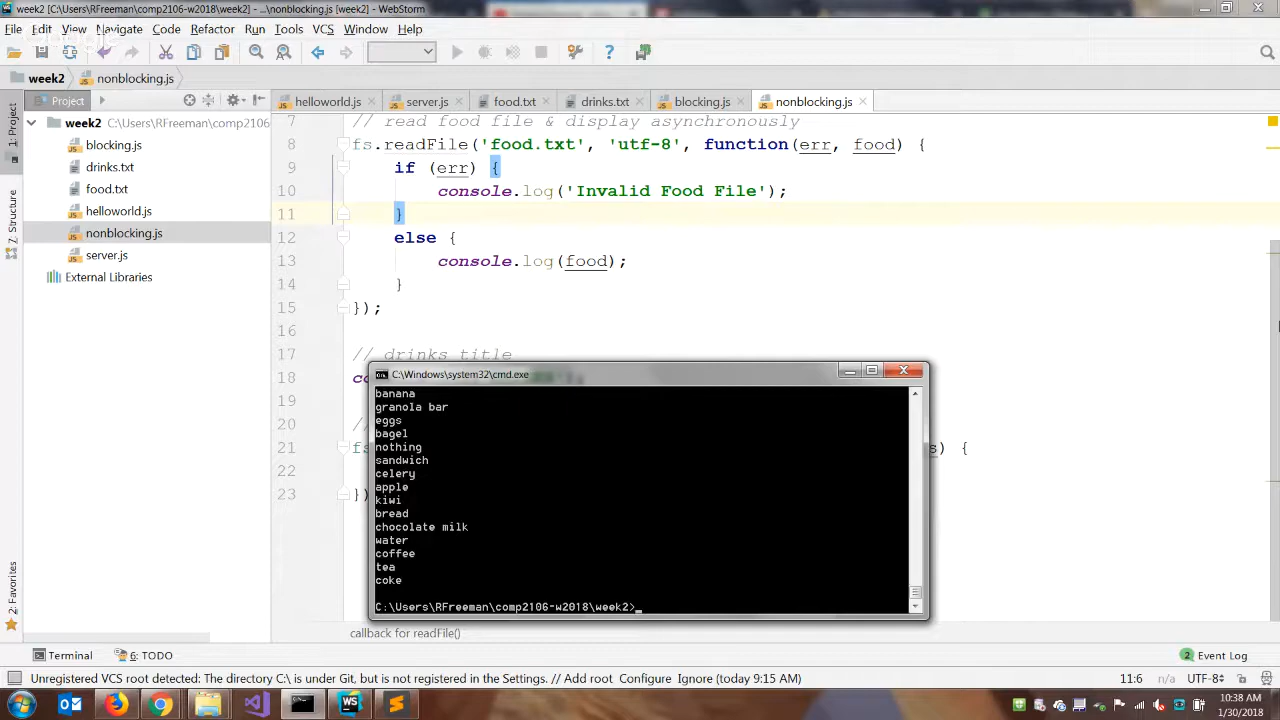 week2 [C:\Users\RFreeman\comp2106-w2018\week2] - ...\nonblocking.js [week2] - WebStorm
File Edit View Navigate Code Refactor Run Tools VCS Window Help
week2 nonblocking.js
Project
helloworld.js server.js food.txt drinks.txt blocking.js nonblocking.js
week2 C:\Users\RFreeman\comp2106
blocking.js
drinks.txt
food.txt
helloworld.js
nonblocking.js
server.js
External Libraries
1: Project
7: Structure
2: Favorites
7 // read food file & display asynchronously
8 fs.readFile('food.txt', 'utf-8', function(err, food) {
9 if (err) {
10 console.log('Invalid Food File');
11 }
12 else {
13 console.log(food);
14 }
15 });
16
17 // drinks title
18 co
19
20 //
21 fs s) {
22
23 })
C:\Windows\system32\cmd.exe
banana
granola bar
eggs
bagel
nothing
sandwich
celery
apple
kiwi
bread
chocolate milk
water
coffee
tea
coke
C:\Users\RFreeman\comp2106-w2018\week2>_
callback for readFile()
Terminal 6: TODO 2 Event Log
Unregistered VCS root detected: The directory C:\ is under Git, but is not registered in the Settings. // Add root Configure Ignore (today 9:15 AM) 11:6 n/a UTF-8
10:38 AM
1/30/2018